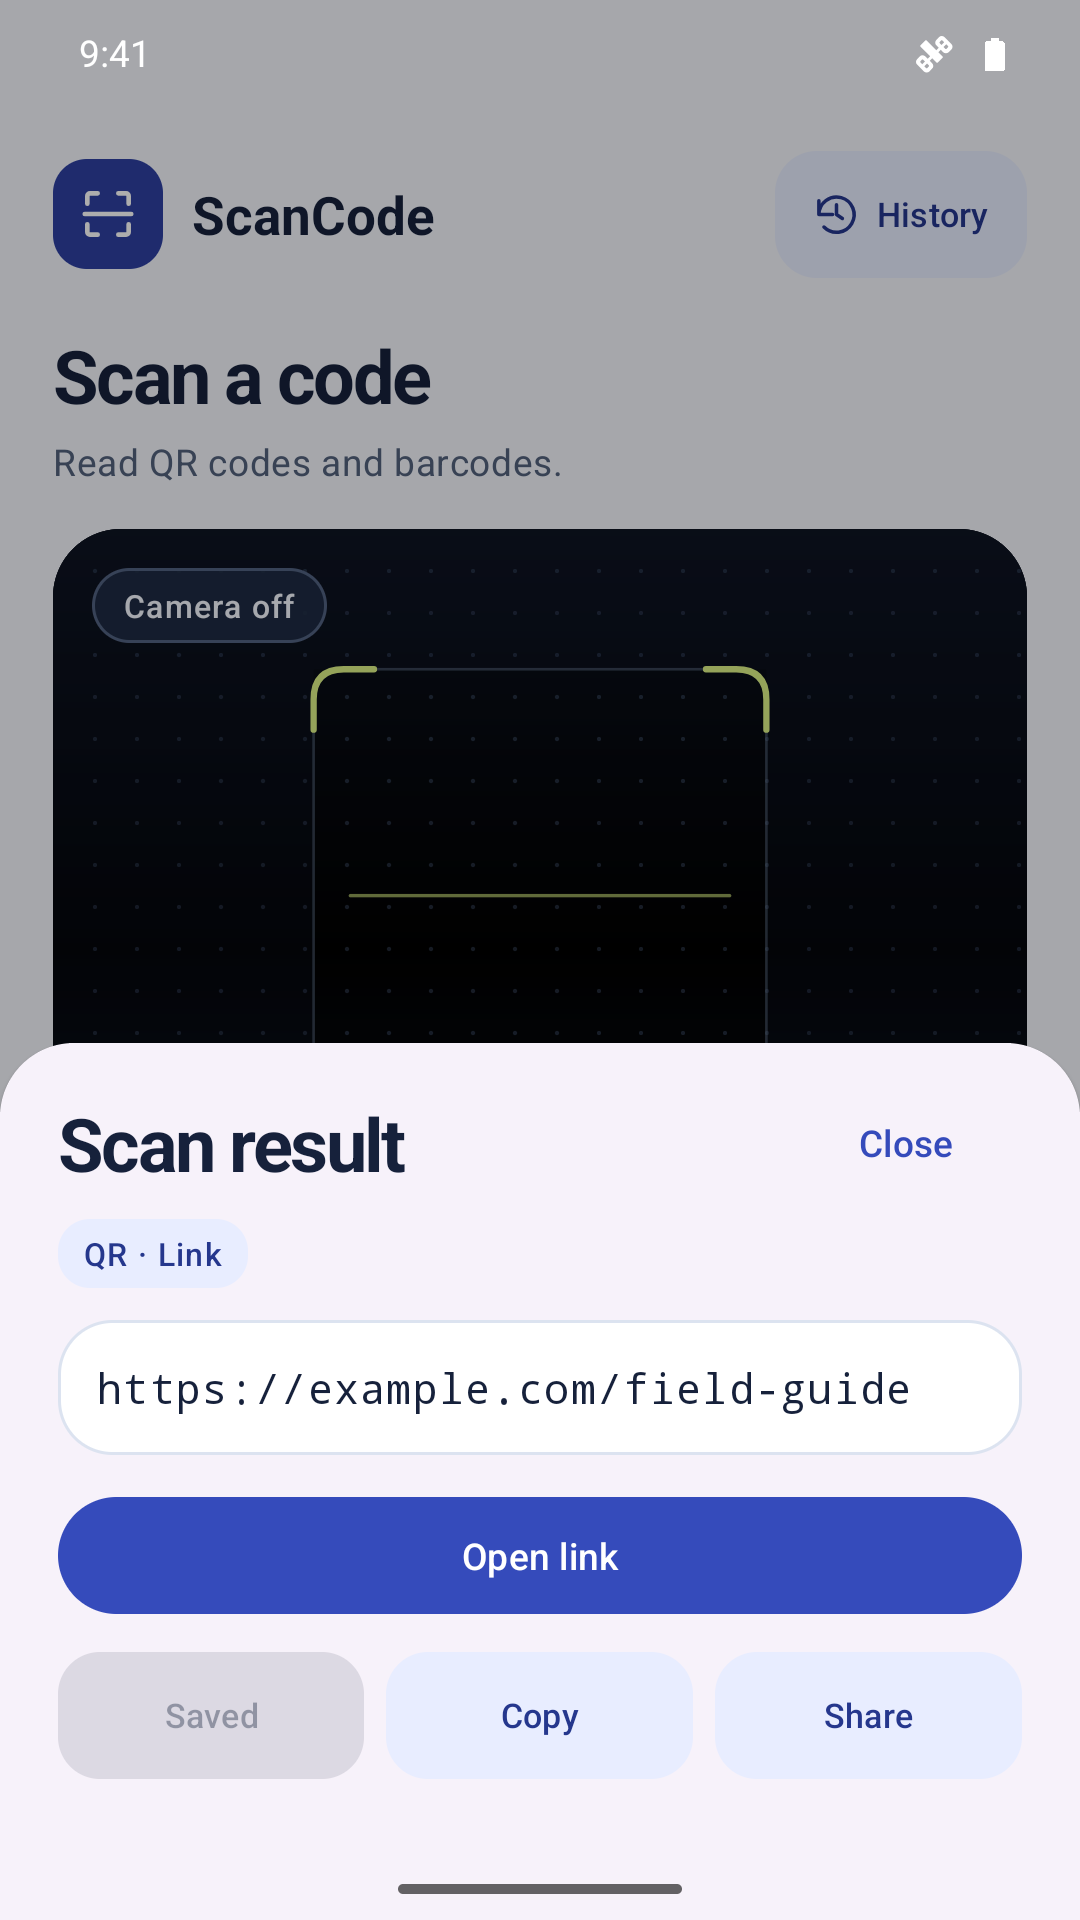 9:41
ScanCode
History
Scan a code
Read QR codes and barcodes.
Camera off
Scan result
Close
QR · Link
https://example.com/field-guide
Open link
Saved
Copy
Share